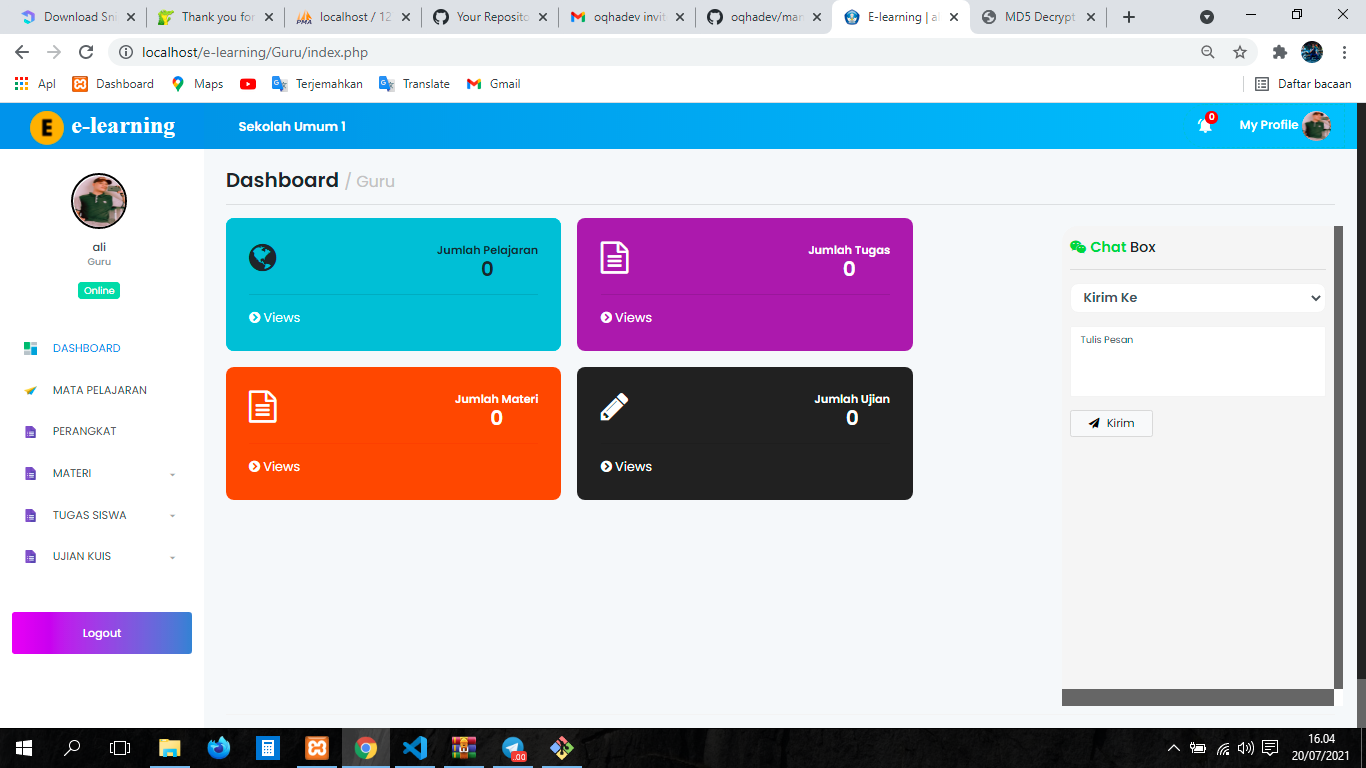 Download Sni
Thank you for
localhost / 12
Your Reposito
oqhadev invit
oqhadev/man
E-learning | al
MD5 Decrypt
localhost/e-learning/Guru/index.php
Apl
Dashboard
Maps
Terjemahkan
Translate
Gmail
Daftar bacaan
E e-learning
Sekolah Umum 1
0
My Profile
ali
Guru
Online
DASHBOARD
MATA PELAJARAN
PERANGKAT
MATERI
TUGAS SISWA
UJIAN KUIS
Logout
Dashboard / Guru
Jumlah Pelajaran
0
Views
Jumlah Tugas
0
Views
Jumlah Materi
0
Views
Jumlah Ujian
0
Views
Chat Box
Kirim Ke
Tulis Pesan
Kirim
16.04
20/07/2021